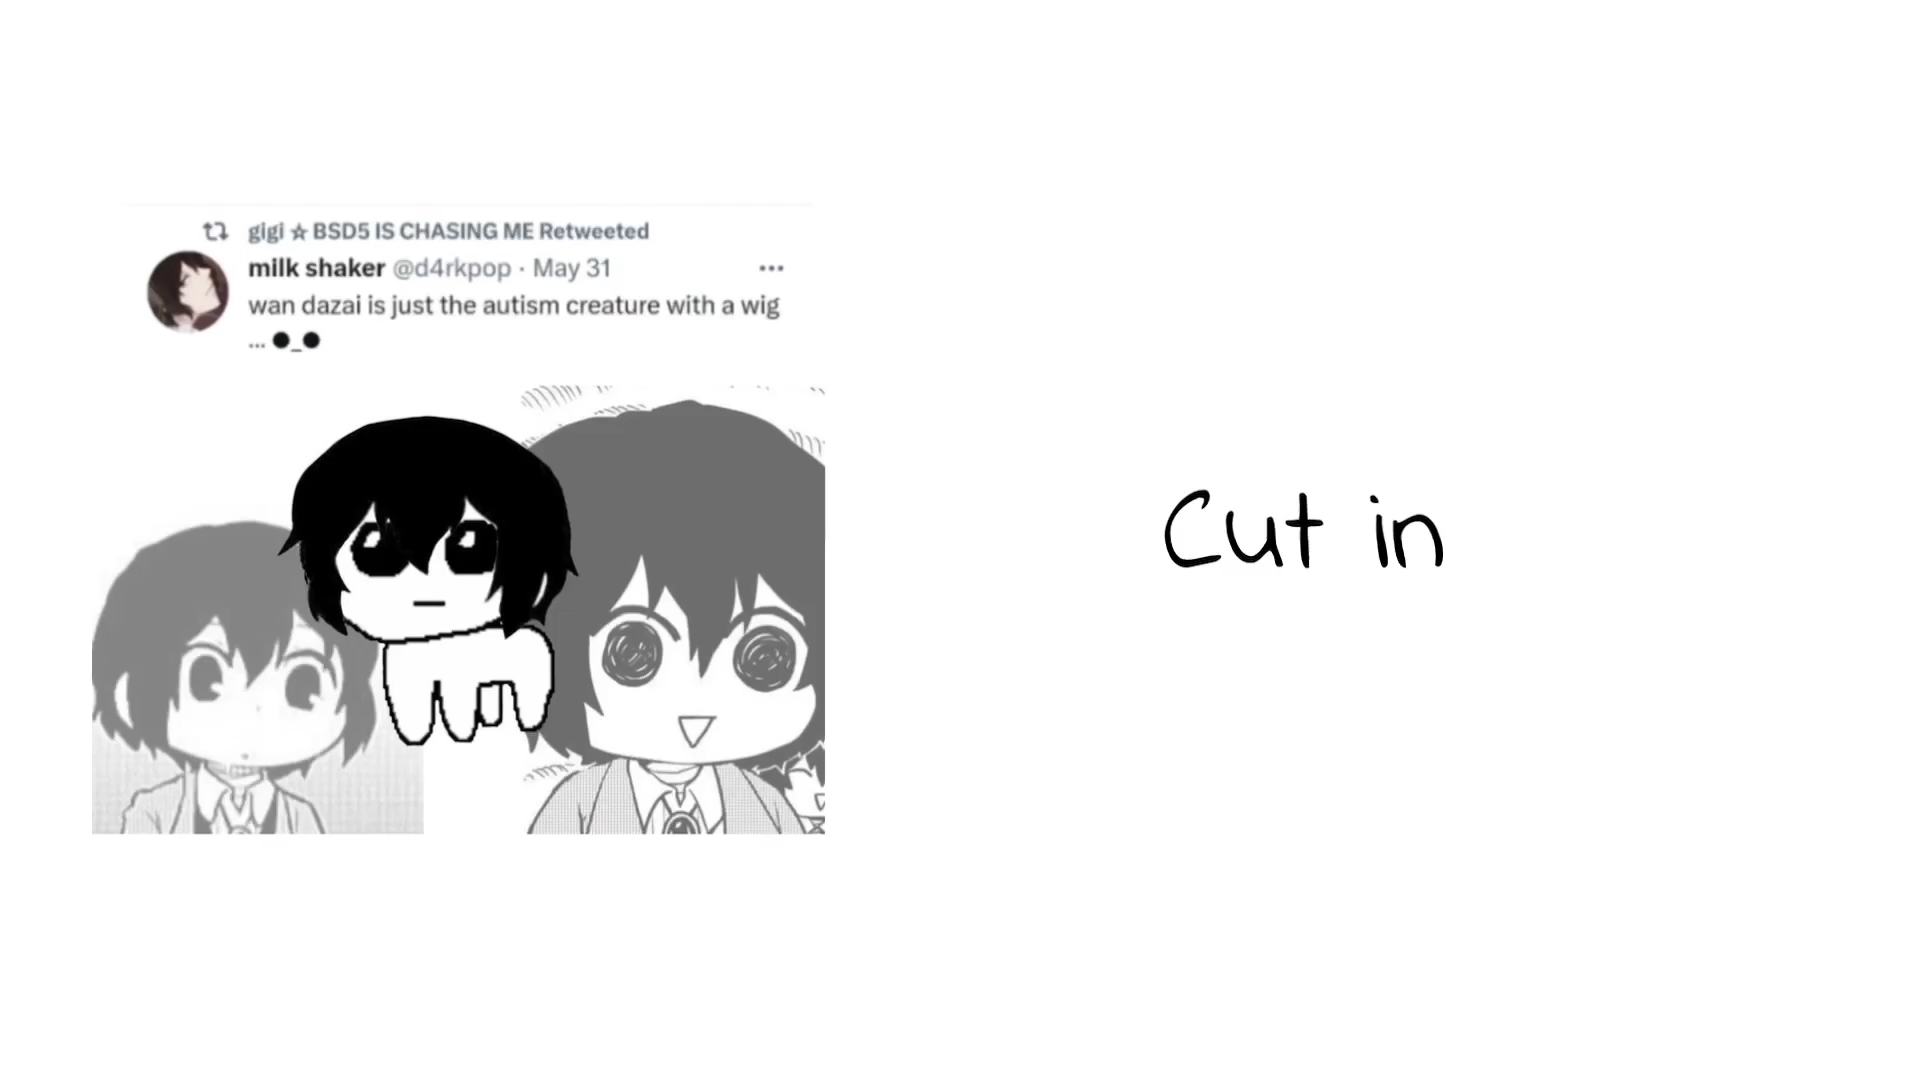 gigi ☆ BSD5 IS CHASING ME Retweeted
milk shaker @d4rkpop · May 31
wan dazai is just the autism creature with a wig
... ●_●
Cut in